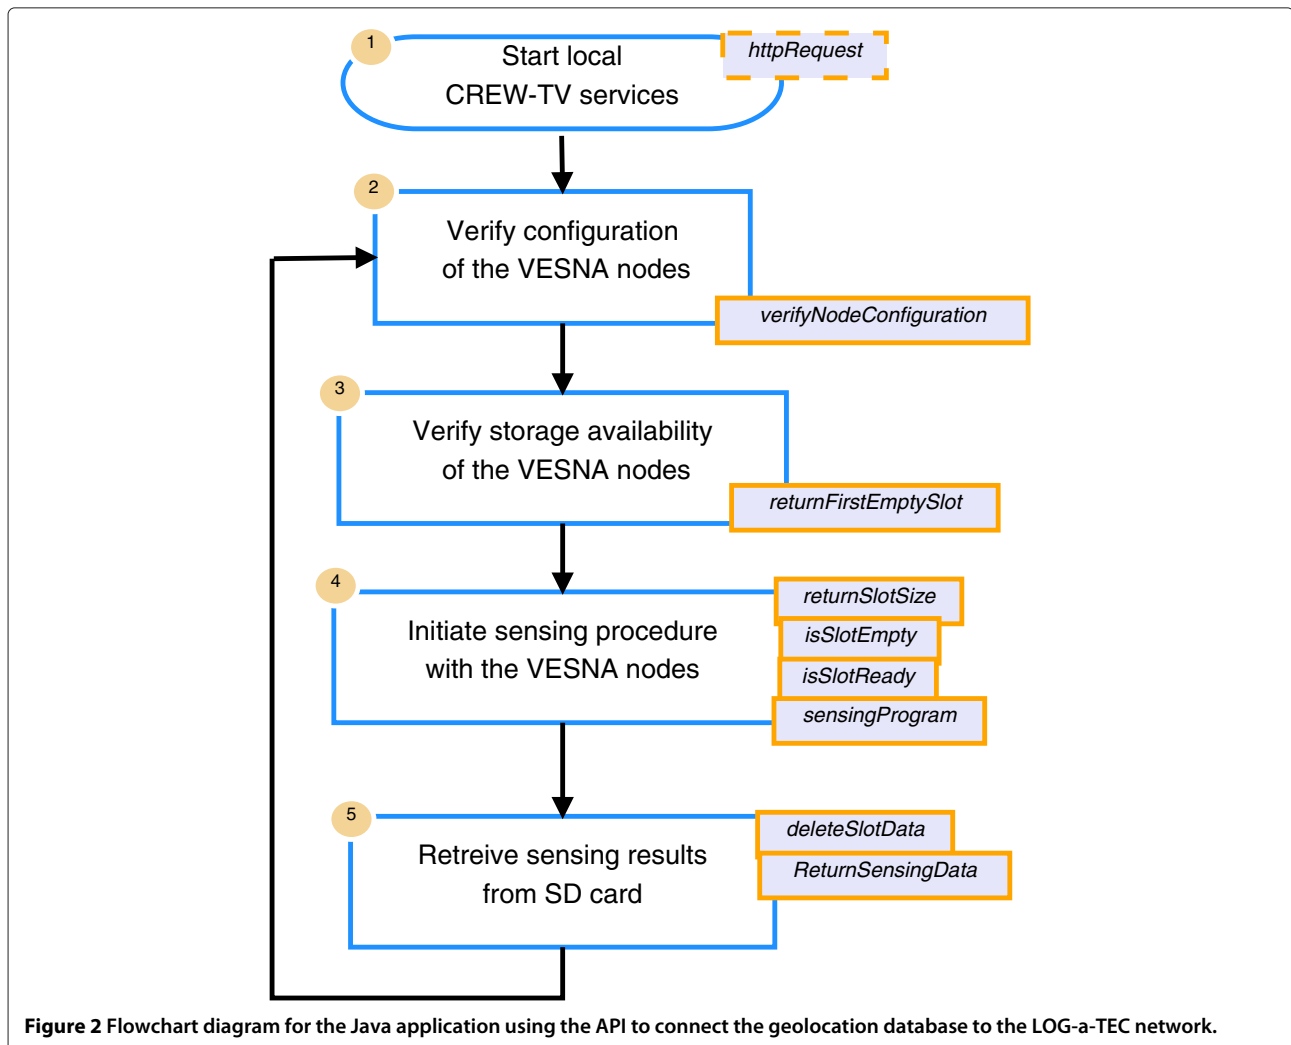 1
Start local
CREW-TV services
httpRequest
2
Verify configuration
of the VESNA nodes
verifyNodeConfiguration
3
Verify storage availability
of the VESNA nodes
returnFirstEmptySlot
4
Initiate sensing procedure
with the VESNA nodes
returnSlotSize
isSlotEmpty
isSlotReady
sensingProgram
5
Retreive sensing results
from SD card
deleteSlotData
ReturnSensingData
Figure 2 Flowchart diagram for the Java application using the API to connect the geolocation database to the LOG-a-TEC network.